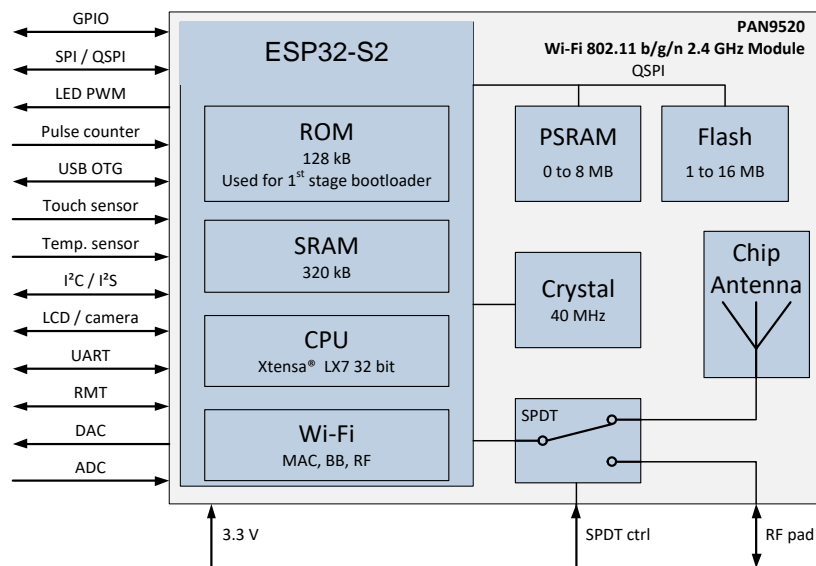 GPIO
SPI / QSPI
LED PWM
Pulse counter
USB OTG
Touch sensor
Temp. sensor
I²C / I²S
LCD / camera
UART
RMT
DAC
ADC
ESP32-S2
ROM
128 kB
Used for 1st stage bootloader
SRAM
320 kB
CPU
Xtensa® LX7 32 bit
Wi-Fi
MAC, BB, RF
PAN9520
Wi-Fi 802.11 b/g/n 2.4 GHz Module
QSPI
PSRAM
0 to 8 MB
Flash
1 to 16 MB
Crystal
40 MHz
Chip
Antenna
SPDT
3.3 V
SPDT ctrl
RF pad